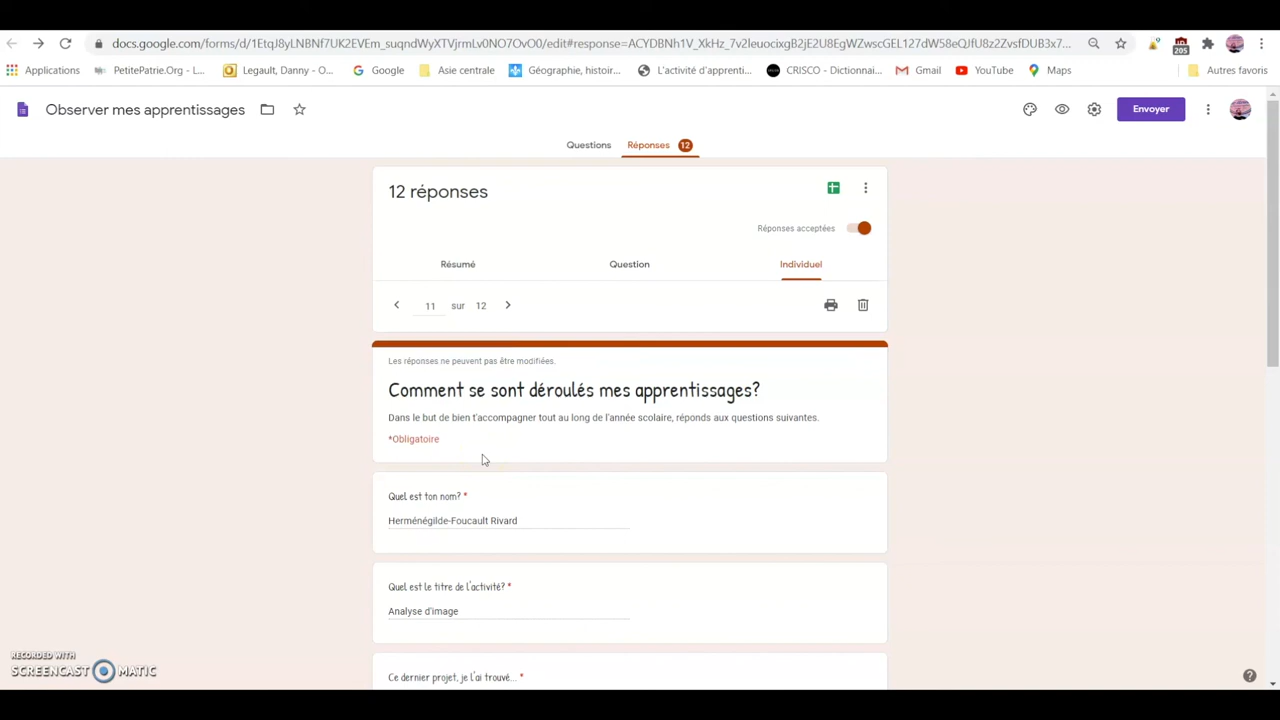 docs.google.com/forms/d/1EtqJ8yLNBNf7UK2EVEm_suqndWyXTVjrmLxNO7OvO0/edit#response=ACYDBNh1V_XkHz_7v2leuocixgB2jE2U8EgWZwscGEL127dW58eQJfU8z2ZvsfDUB3x7...
205
Applications
PetitePatrie.Org - L...
Legault, Danny - O...
Google
Asie centrale
Géographie, histoir...
L'activité d'apprenti...
CRISCO - Dictionnai...
Gmail
YouTube
Maps
Autres favoris
Observer mes apprentissages
Envoyer
Questions
Réponses 12
12 réponses
Réponses acceptées
Résumé
Question
Individuel
11 sur 12
Les réponses ne peuvent pas être modifiées.
Comment se sont déroulés mes apprentissages?
Dans le but de bien t'accompagner tout au long de l'année scolaire, réponds aux questions suivantes.
*Obligatoire
Quel est ton nom? *
Herménégilde-Foucault Rivard
Quel est le titre de l'activité? *
Analyse d'image
Ce dernier projet, je l'ai trouvé... *
RECORDED WITH
SCREENCAST MATIC